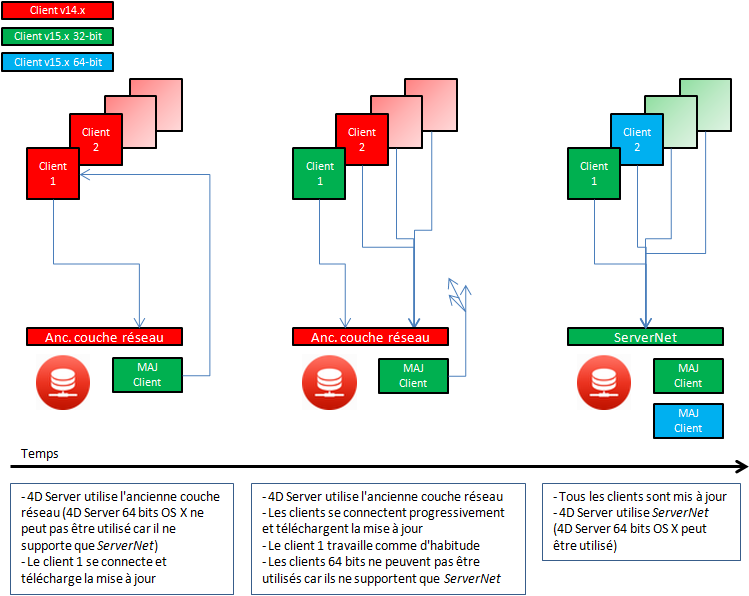 Client v14.x
Client v15.x 32-bit
Client v15.x 64-bit
Client
2
Client
1
Client
2
Client
1
Client
2
Client
1
Anc. couche réseau
Anc. couche réseau
ServerNet
MAJ
Client
MAJ
Client
MAJ
Client
MAJ
Client
Temps
- 4D Server utilise l'ancienne couche
réseau (4D Server 64 bits OS X ne
peut pas être utilisé car il ne
supporte que ServerNet)
- Le client 1 se connecte et
télécharge la mise à jour
- 4D Server utilise l'ancienne couche réseau
- Les clients se connectent progressivement
et téléchargent la mise à jour
- Le client 1 travaille comme d'habitude
- Les clients 64 bits ne peuvent pas être
utilisés car ils ne supportent que ServerNet
- Tous les clients sont mis à jour
- 4D Server utilise ServerNet
(4D Server 64 bits OS X peut
être utilisé)